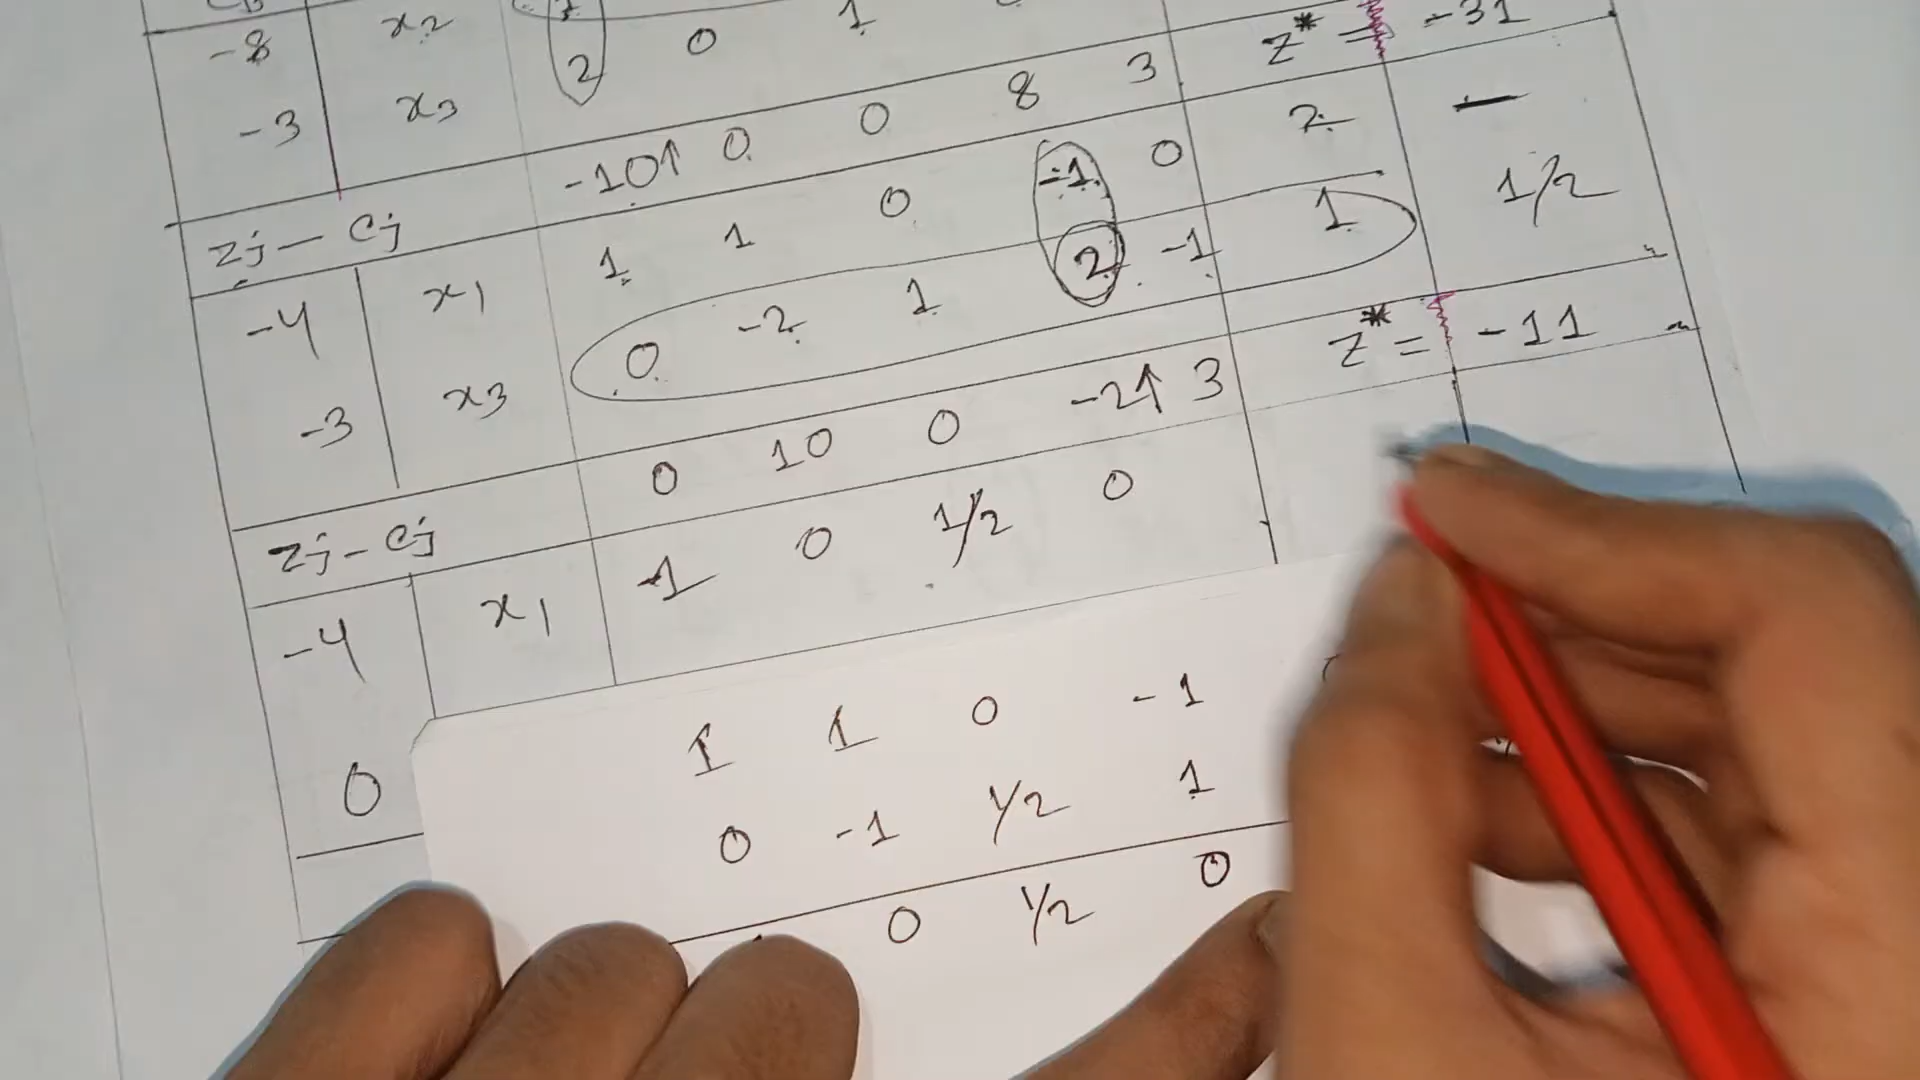 -8 x2 0 1
-3 x3 2 z* = -31
zj - cj -10↑ 0 0 8 3
-4 x1 1 1 0 -1 0 2 —
-3 x3 0 -2 1 2 -1 1 1/2
zj - cj 0 10 0 -2↑ 3 z* = -11
-4 x1 1 0 1/2 0
0
1 1 0 -1
0 -1 1/2 1
0 1/2 0